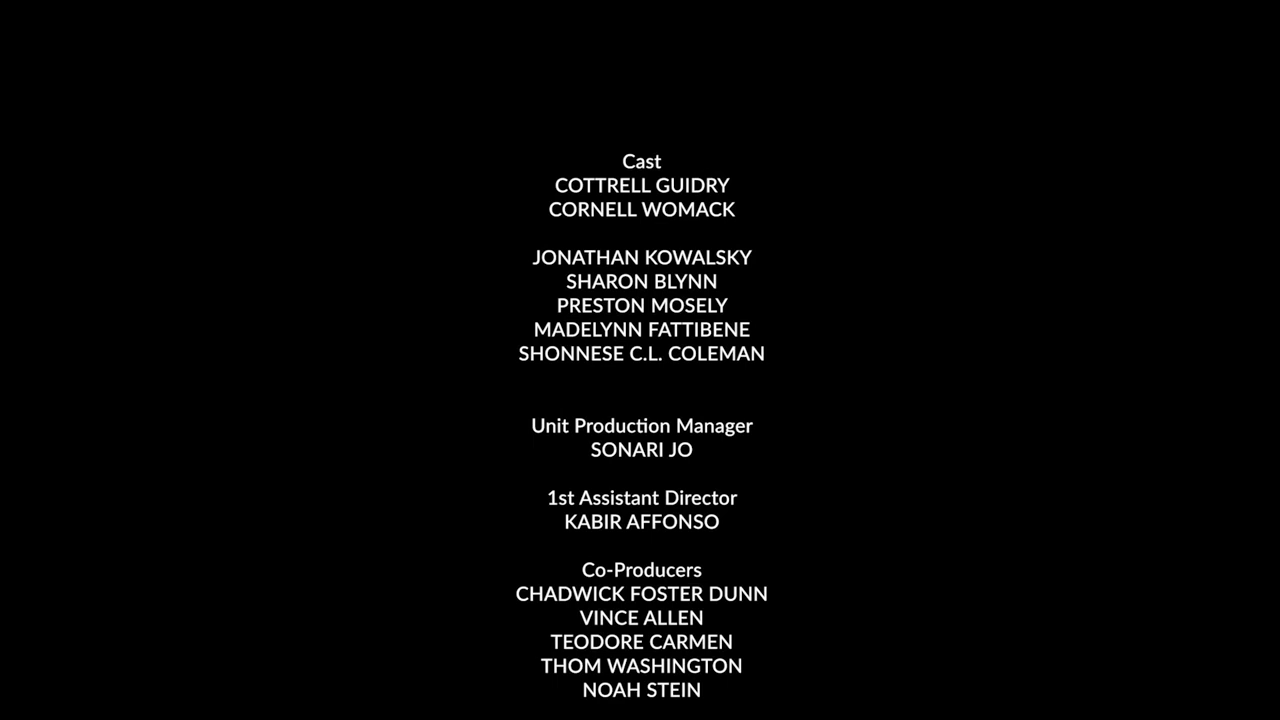 Cast
COTTRELL GUIDRY
CORNELL WOMACK
JONATHAN KOWALSKY
SHARON BLYNN
PRESTON MOSELY
MADELYNN FATTIBENE
SHONNESE C.L. COLEMAN
Unit Production Manager
SONARI JO
1st Assistant Director
KABIR AFFONSO
Co-Producers
CHADWICK FOSTER DUNN
VINCE ALLEN
TEODORE CARMEN
THOM WASHINGTON
NOAH STEIN